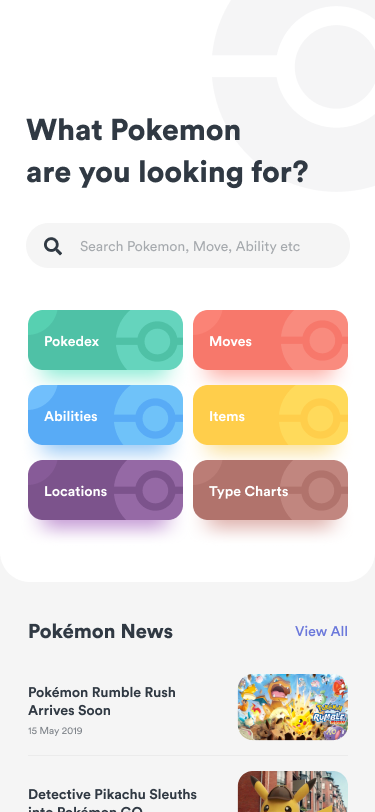 What Pokemon
are you looking for?
Search Pokemon, Move, Ability etc
Pokedex
Moves
Abilities
Items
Locations
Type Charts
Pokémon News
View All
Pokémon Rumble Rush
Arrives Soon
15 May 2019
Pokémon
RUMBLE
Detective Pikachu Sleuths
into Pokémon GO